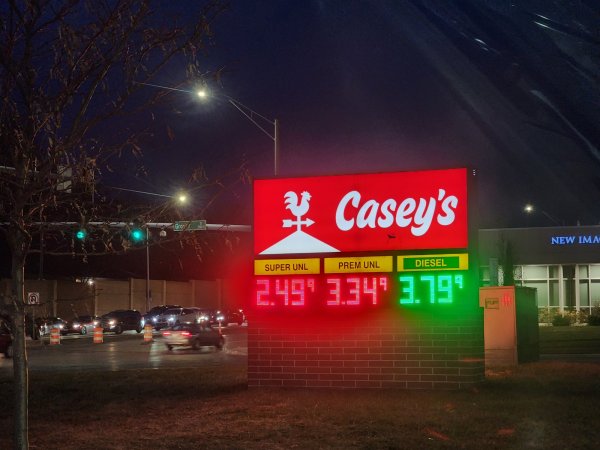 Casey's
SUPER UNL PREM UNL DIESEL
2.49⁹ 3.34⁹ 3.79⁹
NEW IMA